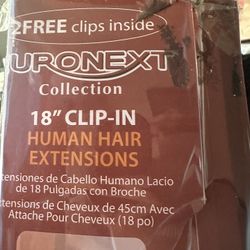 2FREE clips inside
URONEXT
Collection
18" CLIP-IN
HUMAN HAIR
EXTENSIONS
tensiones de Cabello Humano Lacio
de 18 Pulgadas con Broche
tensions de Cheveux de 45cm Avec
Attache Pour Cheveux (18 po)